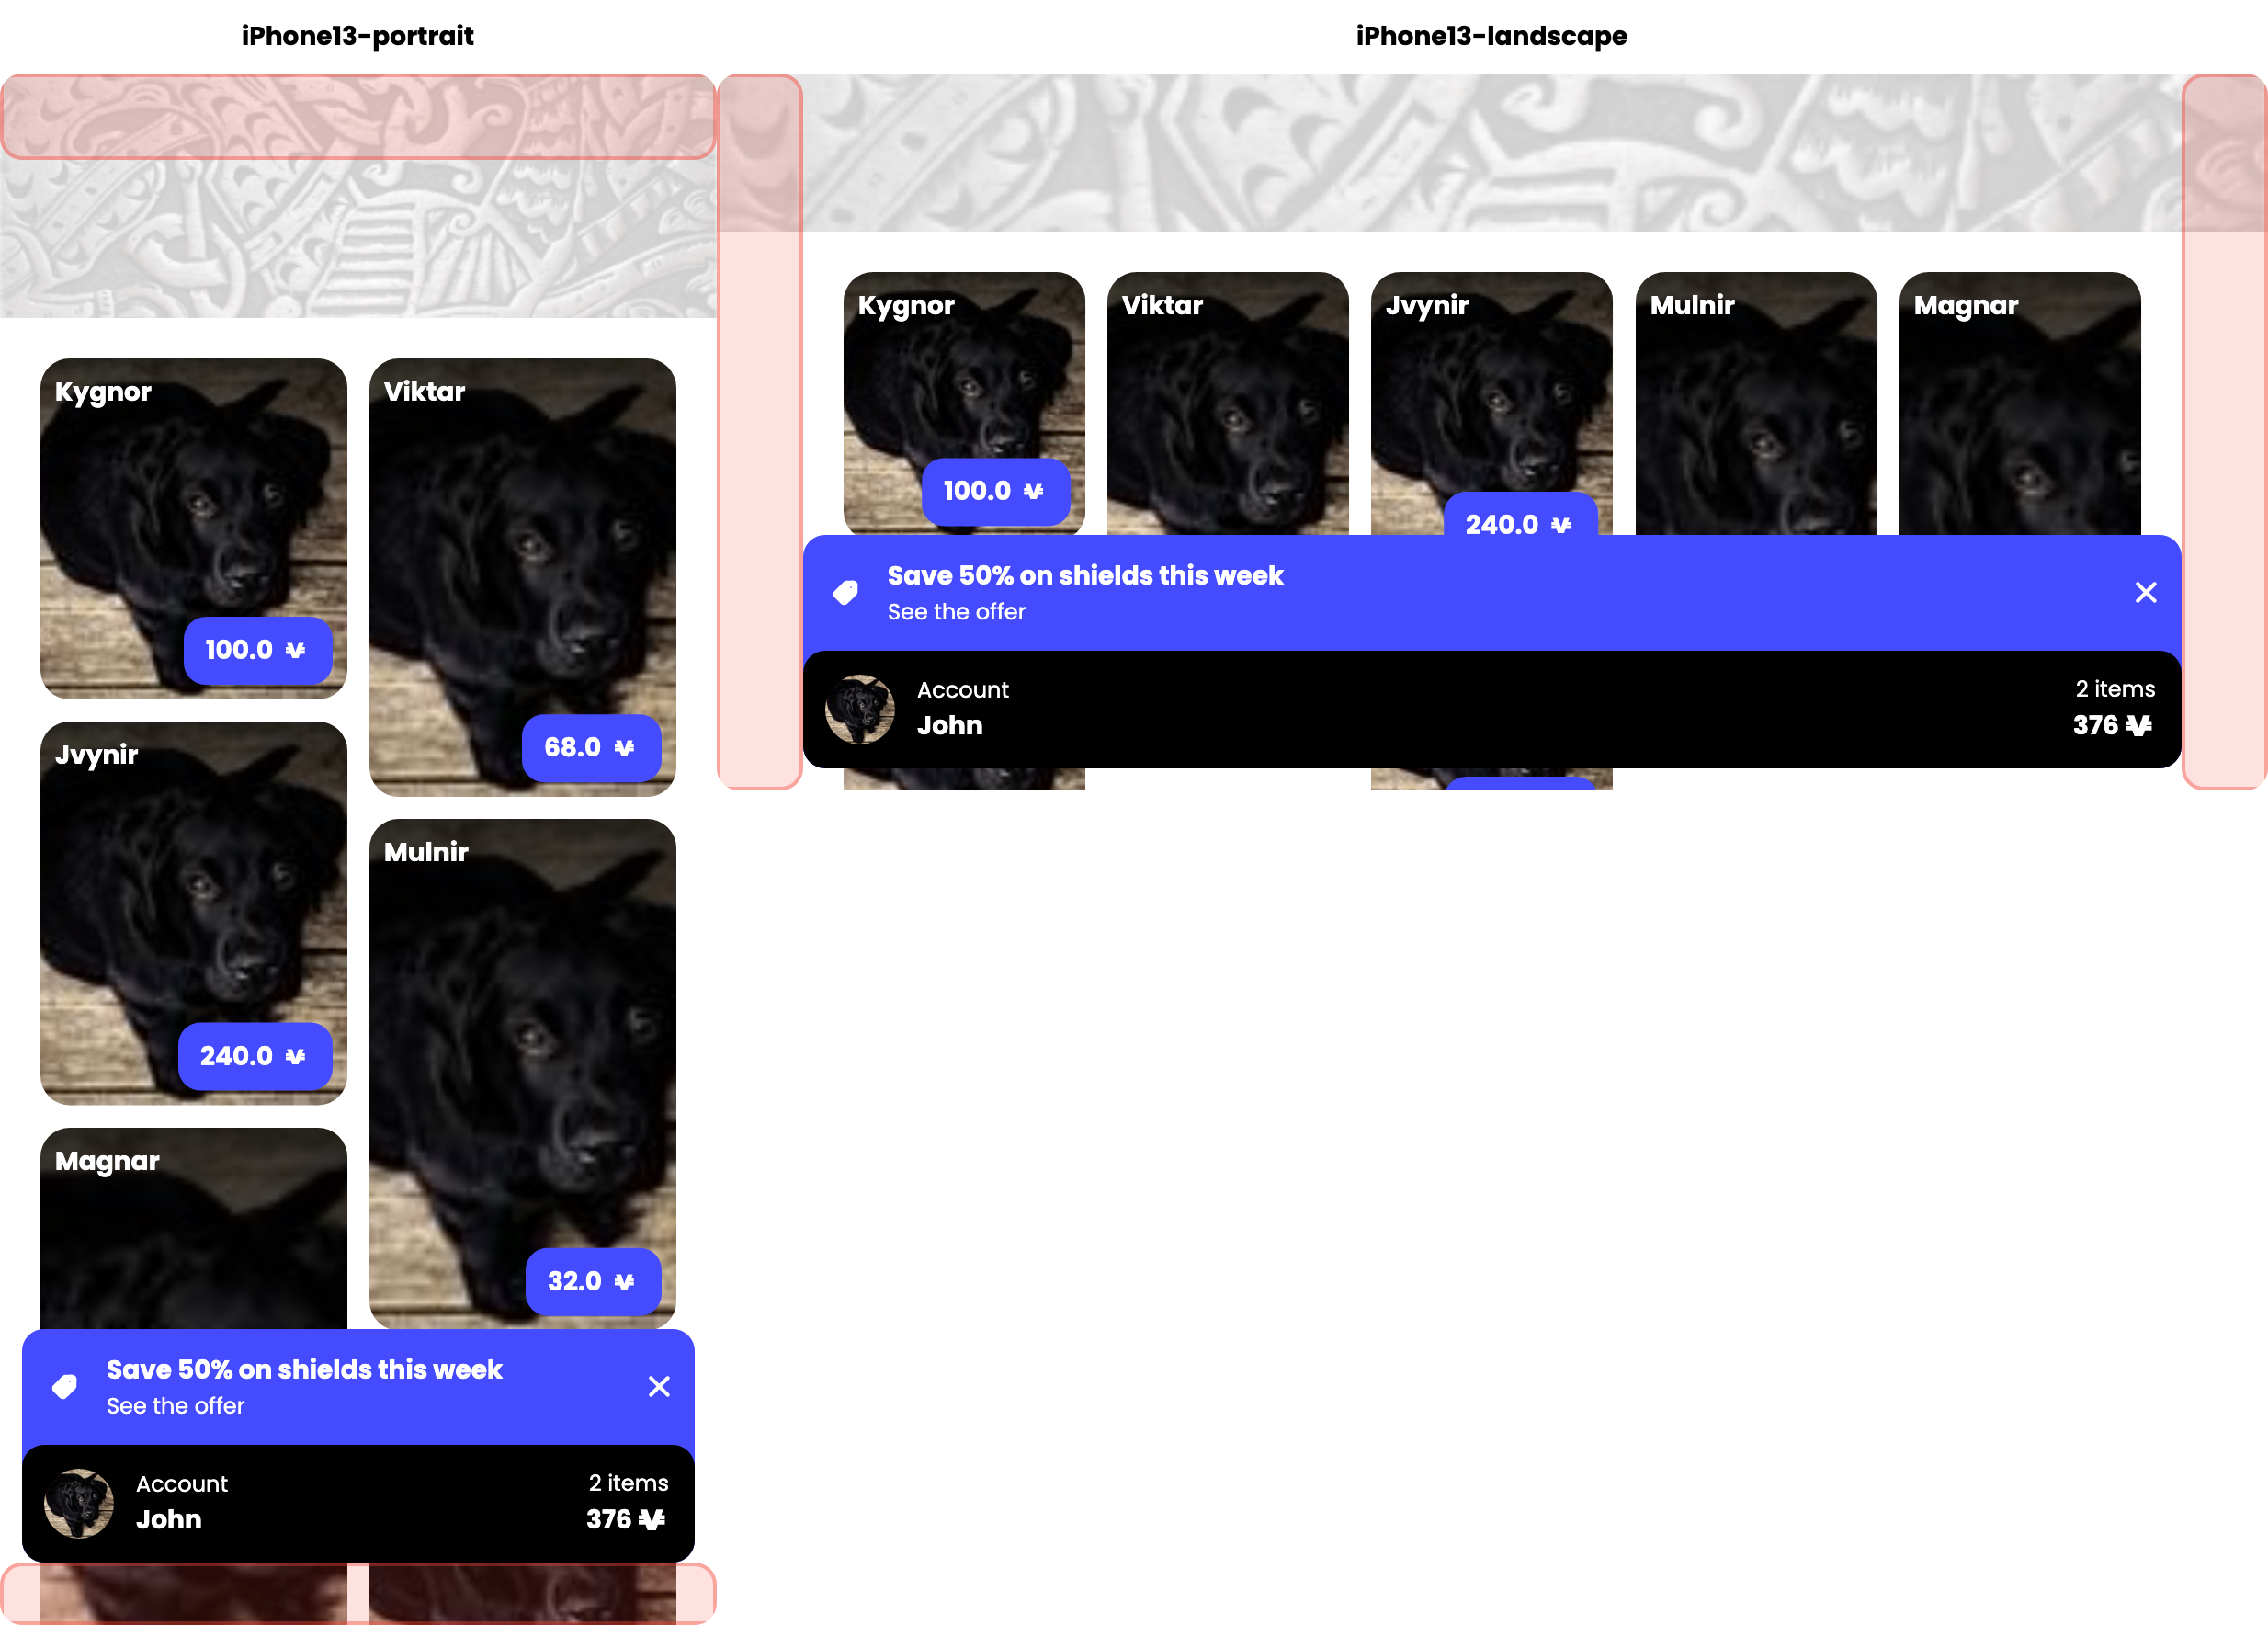 iPhone13-portrait
Kygnor
100.0
Viktar
68.0
Jvynir
240.0
Mulnir
32.0
Magnar
Save 50% on shields this week
See the offer
Account
John
2 items
376
iPhone13-landscape
Kygnor
100.0
Viktar
Jvynir
240.0
Mulnir
Magnar
Save 50% on shields this week
See the offer
Account
John
2 items
376